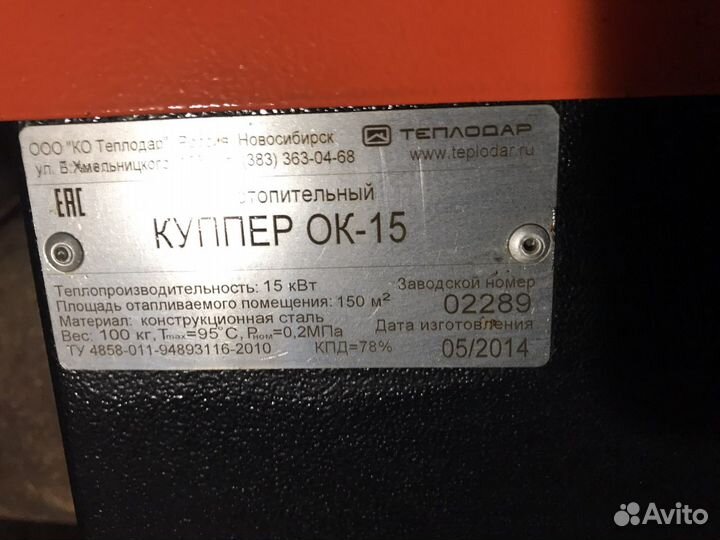 ООО "КО Теплодар", Россия, Новосибирск
ул. Б.Хмельницкого (383) 363-04-68
ТЕПЛОДАР
www.teplodar.ru
EAC
КУППЕР ОК-15
Теплопроизводительность: 15 кВт
Площадь отапливаемого помещения: 150 м²
Материал: конструкционная сталь
Вес: 100 кг, Tmax=95°С, Рном=0,2МПа
ТУ 4858-011-94893116-2010 КПД=78%
Заводской номер
02289
Дата изготовления
05/2014
Avito